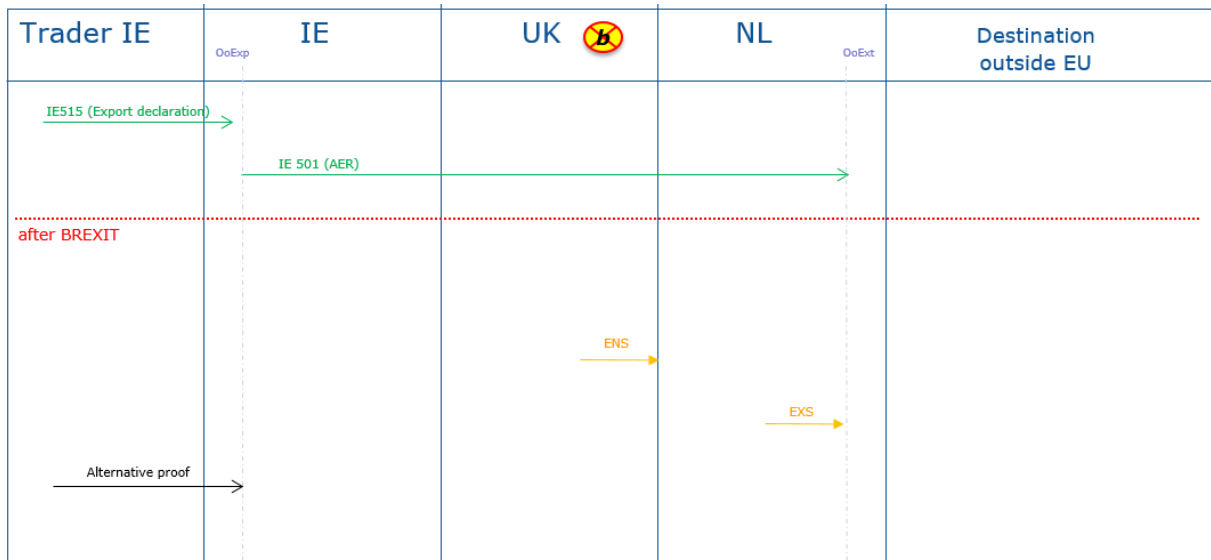 Trader IE
IE
UK
b
NL
Destination
outside EU
OoExp
OoExt
IE515 (Export declaration)
IE 501 (AER)
after BREXIT
ENS
EXS
Alternative proof